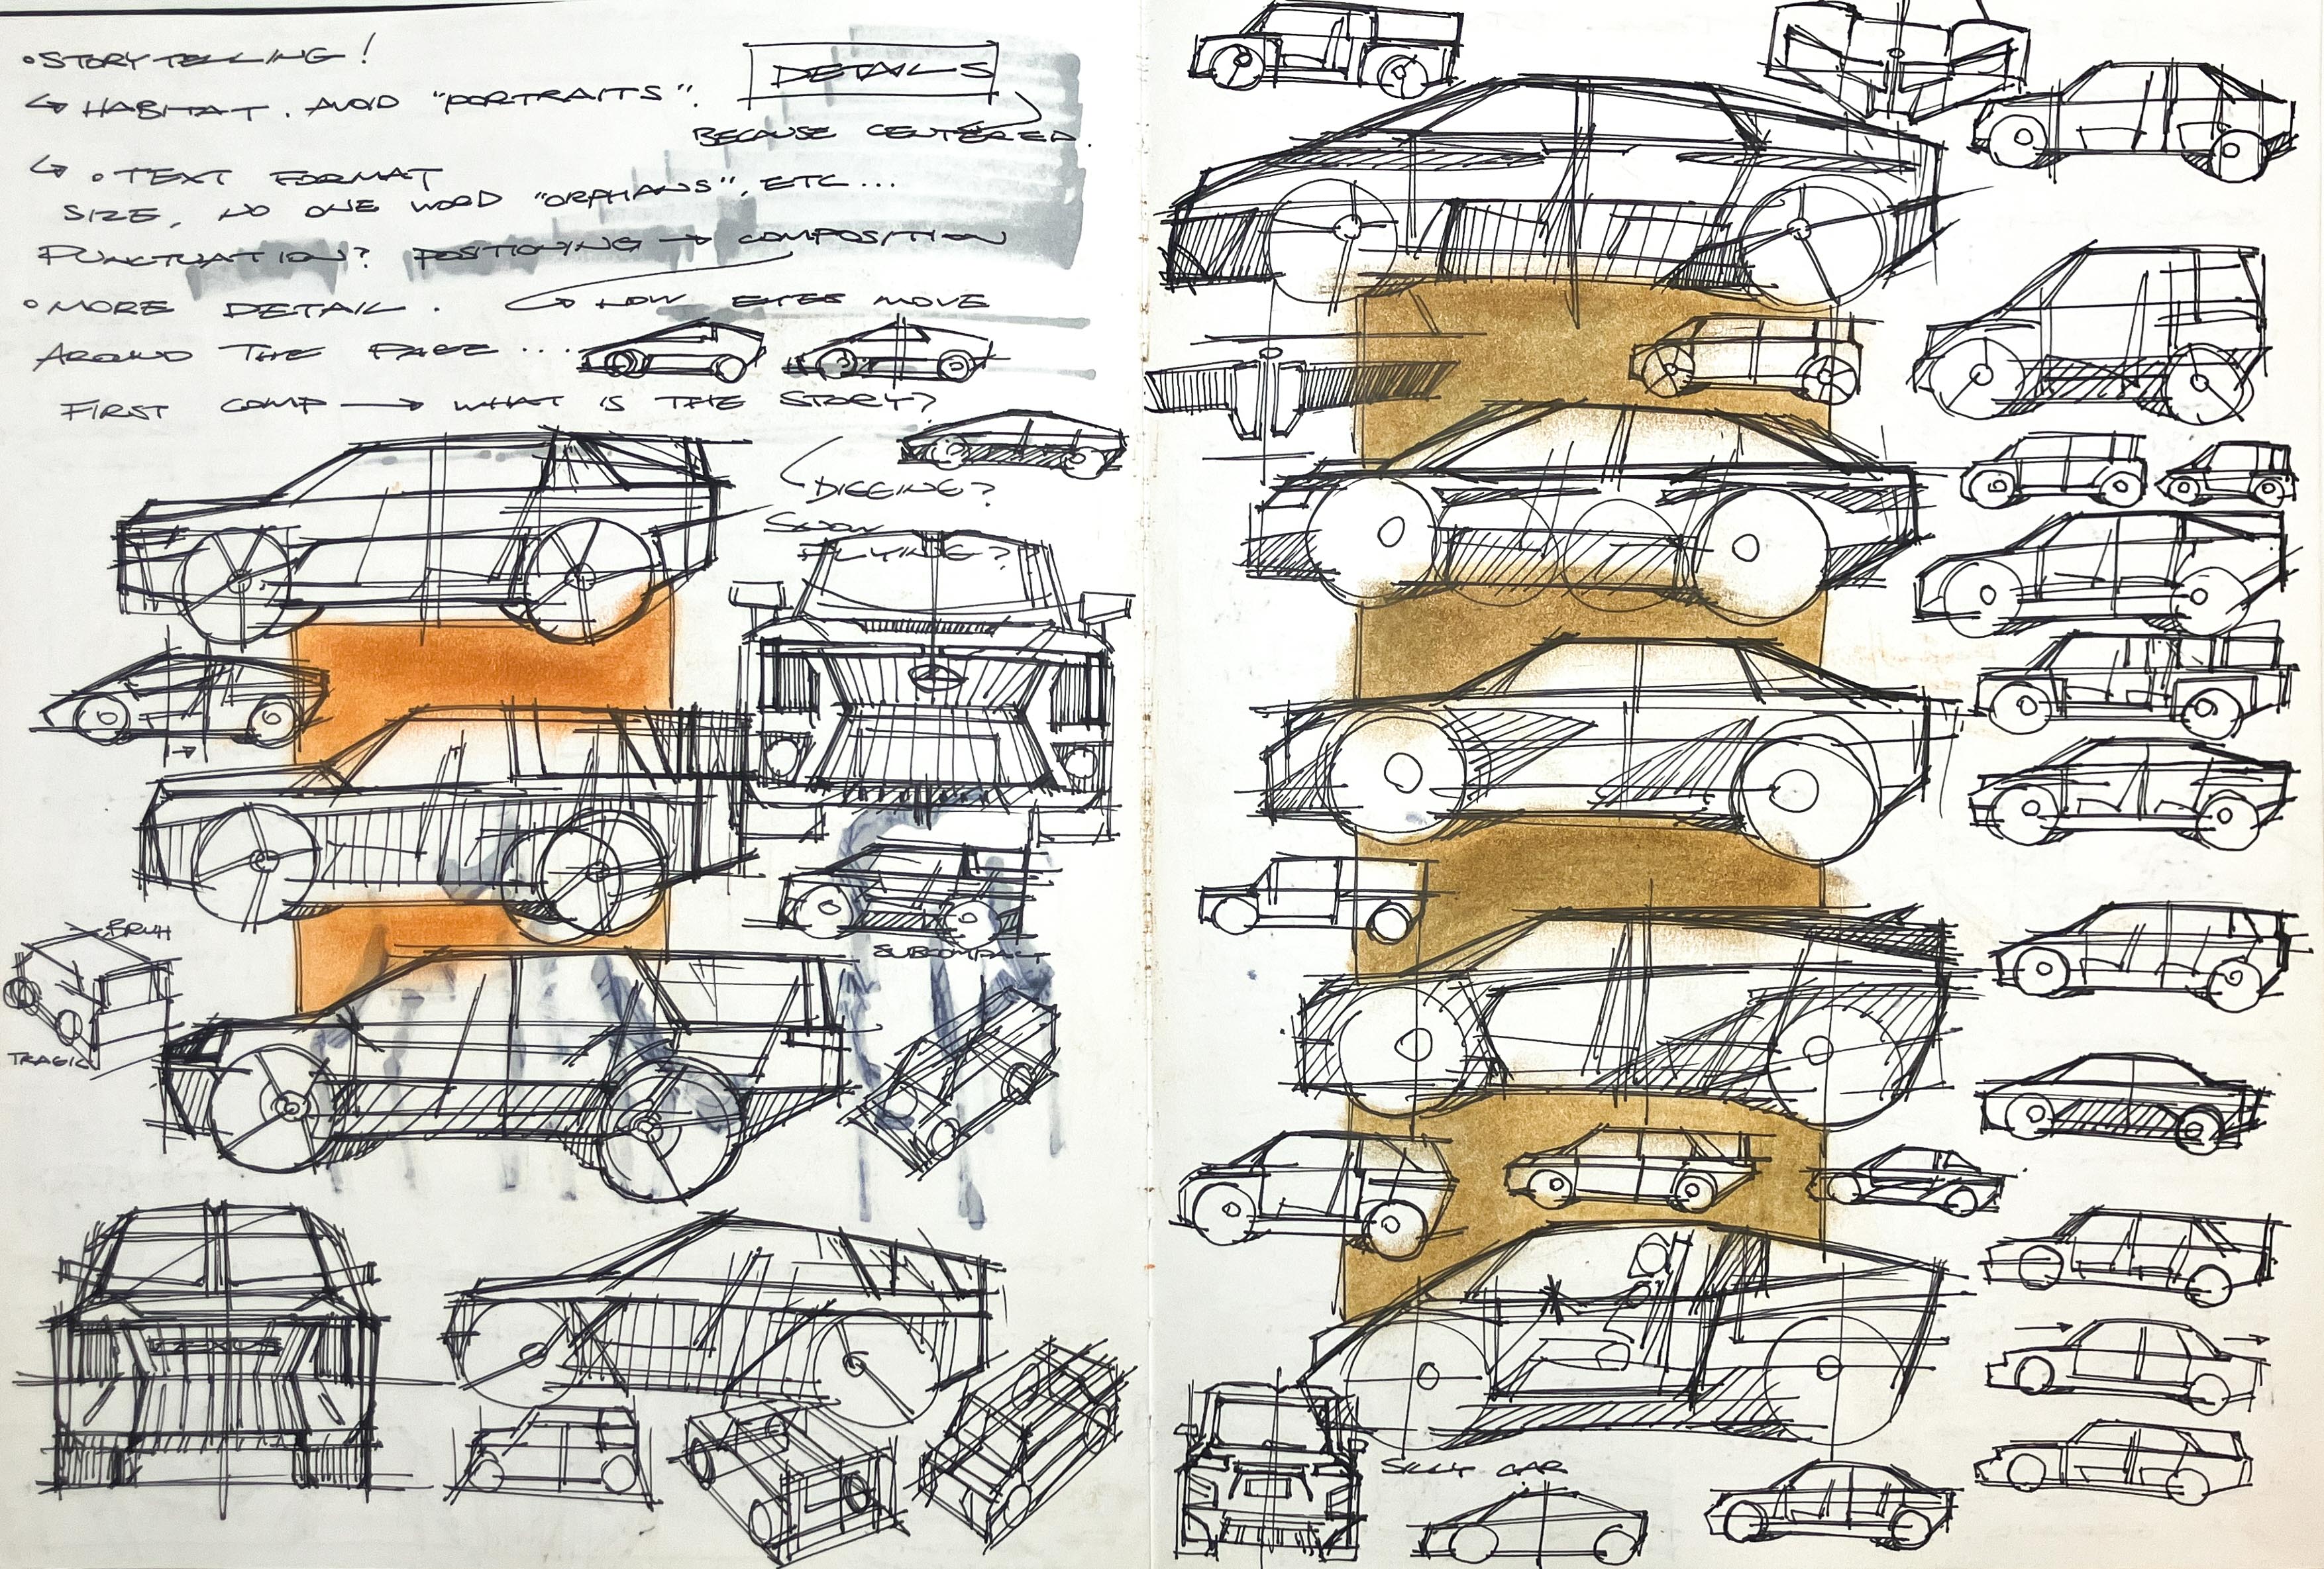 • STORYTELLING!
↳ HABITAT. AVOID "PORTRAITS".
DETAILS
BECAUSE CENTERED.
↳ • TEXT FORMAT
SIZE, NO ONE WORD "ORPHANS", ETC...
PUNCTUATION? POSITIONING → COMPOSITION
• MORE DETAIL. ↪ HOW EYES MOVE
AROUND THE PAGE...
FIRST COMP → WHAT IS THE STORY?
DIGGING?
SNOW
FLYING?
BRUH
TRAGIC
SUBCOMPACT
LEXUS
SILLY CAR